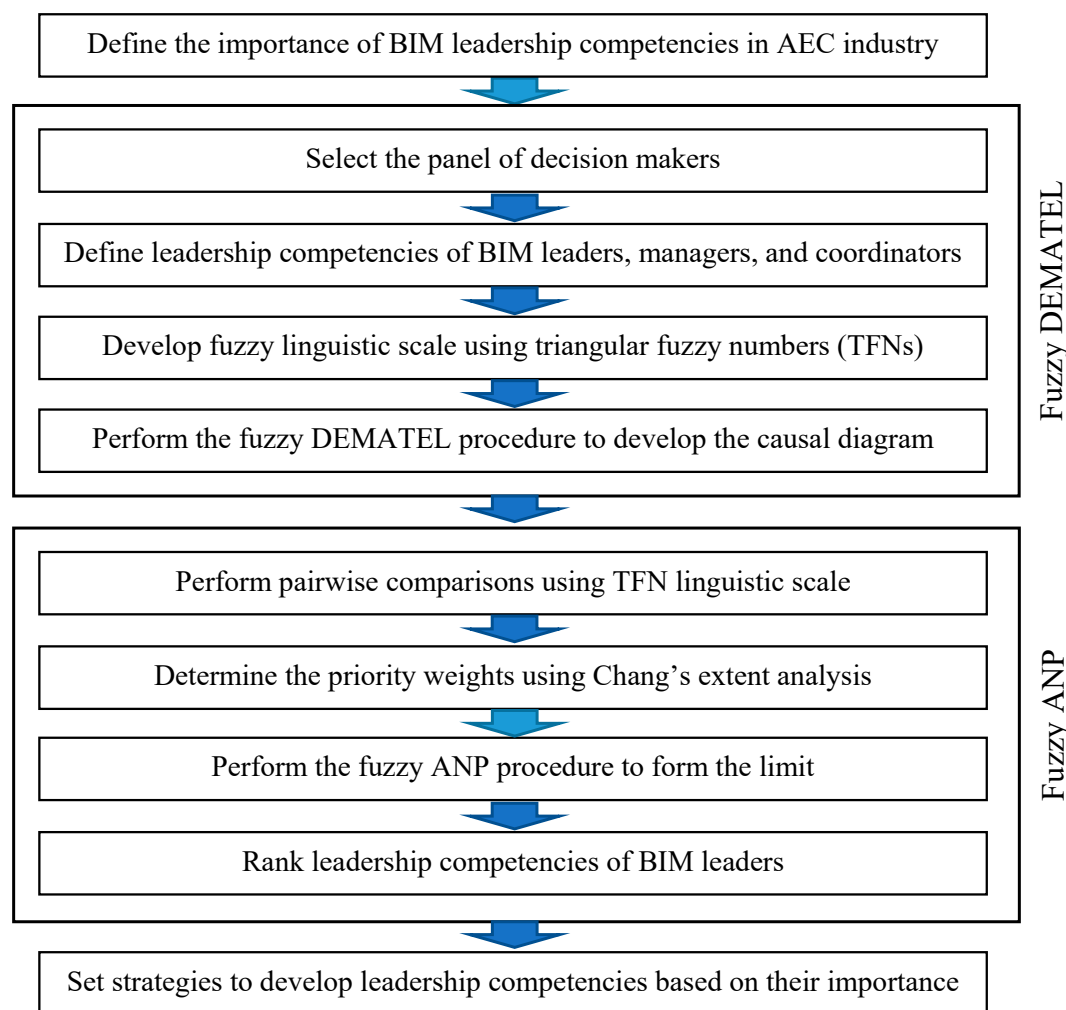 Define the importance of BIM leadership competencies in AEC industry
Select the panel of decision makers
Define leadership competencies of BIM leaders, managers, and coordinators
Develop fuzzy linguistic scale using triangular fuzzy numbers (TFNs)
Perform the fuzzy DEMATEL procedure to develop the causal diagram
Fuzzy DEMATEL
Perform pairwise comparisons using TFN linguistic scale
Determine the priority weights using Chang’s extent analysis
Perform the fuzzy ANP procedure to form the limit
Rank leadership competencies of BIM leaders
Fuzzy ANP
Set strategies to develop leadership competencies based on their importance